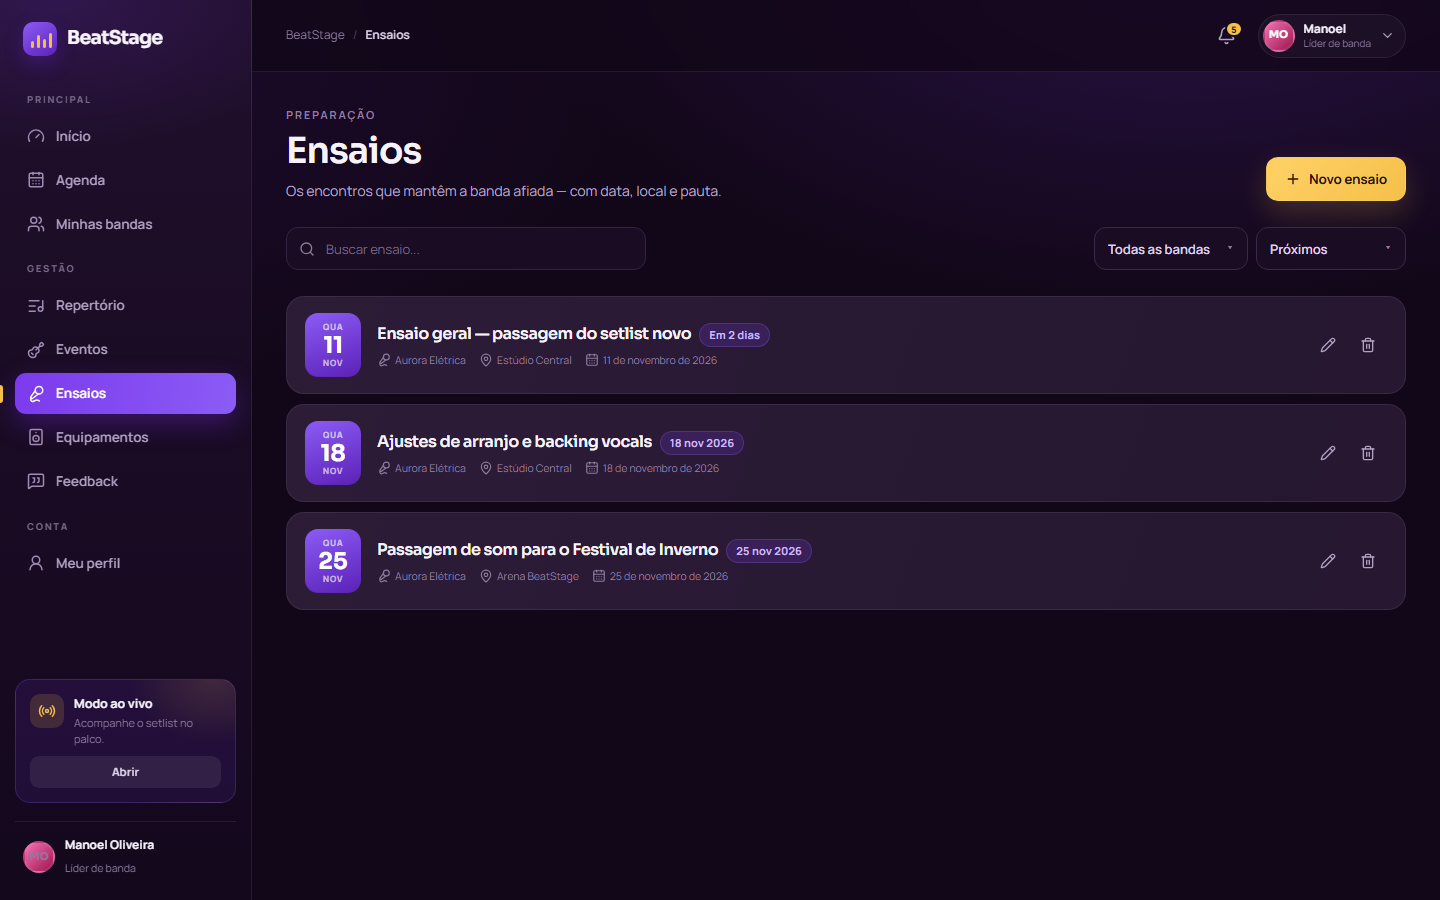 BeatStage
PRINCIPAL
Início
Agenda
Minhas bandas
GESTÃO
Repertório
Eventos
Ensaios
Equipamentos
Feedback
CONTA
Meu perfil
Modo ao vivo
Acompanhe o setlist no
palco.
Abrir
MO
Manoel Oliveira
Líder de banda
BeatStage / Ensaios
5
MO
Manoel
Líder de banda
PREPARAÇÃO
Ensaios
Os encontros que mantêm a banda afiada — com data, local e pauta.
Novo ensaio
Buscar ensaio...
Todas as bandas
Próximos
QUA
11
NOV
Ensaio geral — passagem do setlist novo
Em 2 dias
Aurora Elétrica
Estúdio Central
11 de novembro de 2026
QUA
18
NOV
Ajustes de arranjo e backing vocals
18 nov 2026
Aurora Elétrica
Estúdio Central
18 de novembro de 2026
QUA
25
NOV
Passagem de som para o Festival de Inverno
25 nov 2026
Aurora Elétrica
Arena BeatStage
25 de novembro de 2026